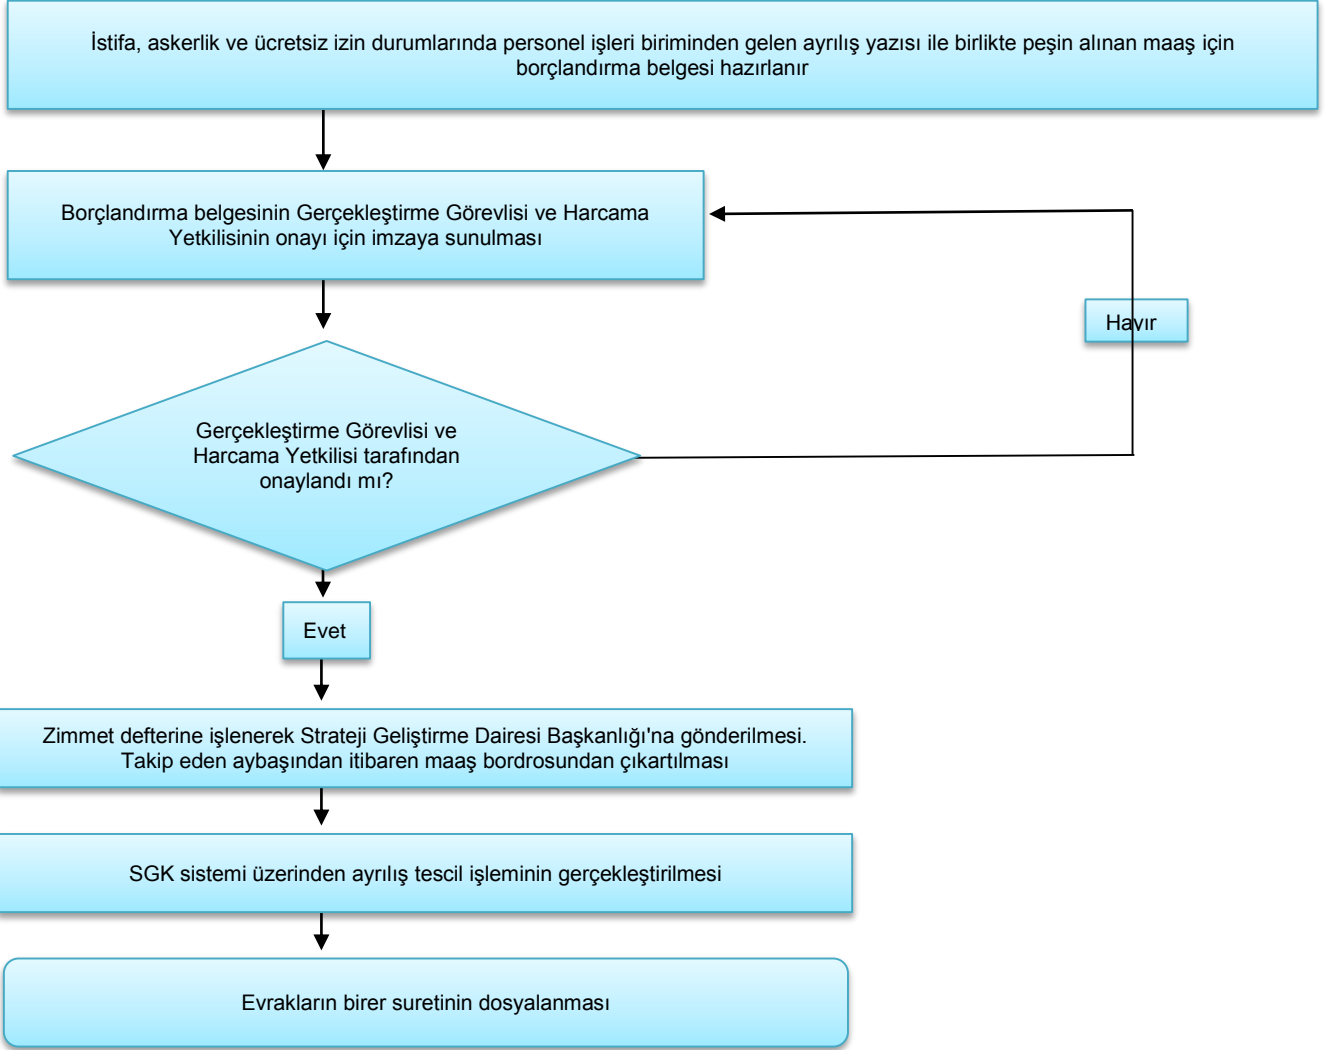 İstifa, askerlik ve ücretsiz izin durumlarında personel işleri biriminden gelen ayrılış yazısı ile birlikte peşin alınan maaş için
borçlandırma belgesi hazırlanır
Borçlandırma belgesinin Gerçekleştirme Görevlisi ve Harcama
Yetkilisinin onayı için imzaya sunulması
Hayır
Gerçekleştirme Görevlisi ve
Harcama Yetkilisi tarafından
onaylandı mı?
Evet
Zimmet defterine işlenerek Strateji Geliştirme Dairesi Başkanlığı'na gönderilmesi.
Takip eden aybaşından itibaren maaş bordrosundan çıkartılması
SGK sistemi üzerinden ayrılış tescil işleminin gerçekleştirilmesi
Evrakların birer suretinin dosyalanması